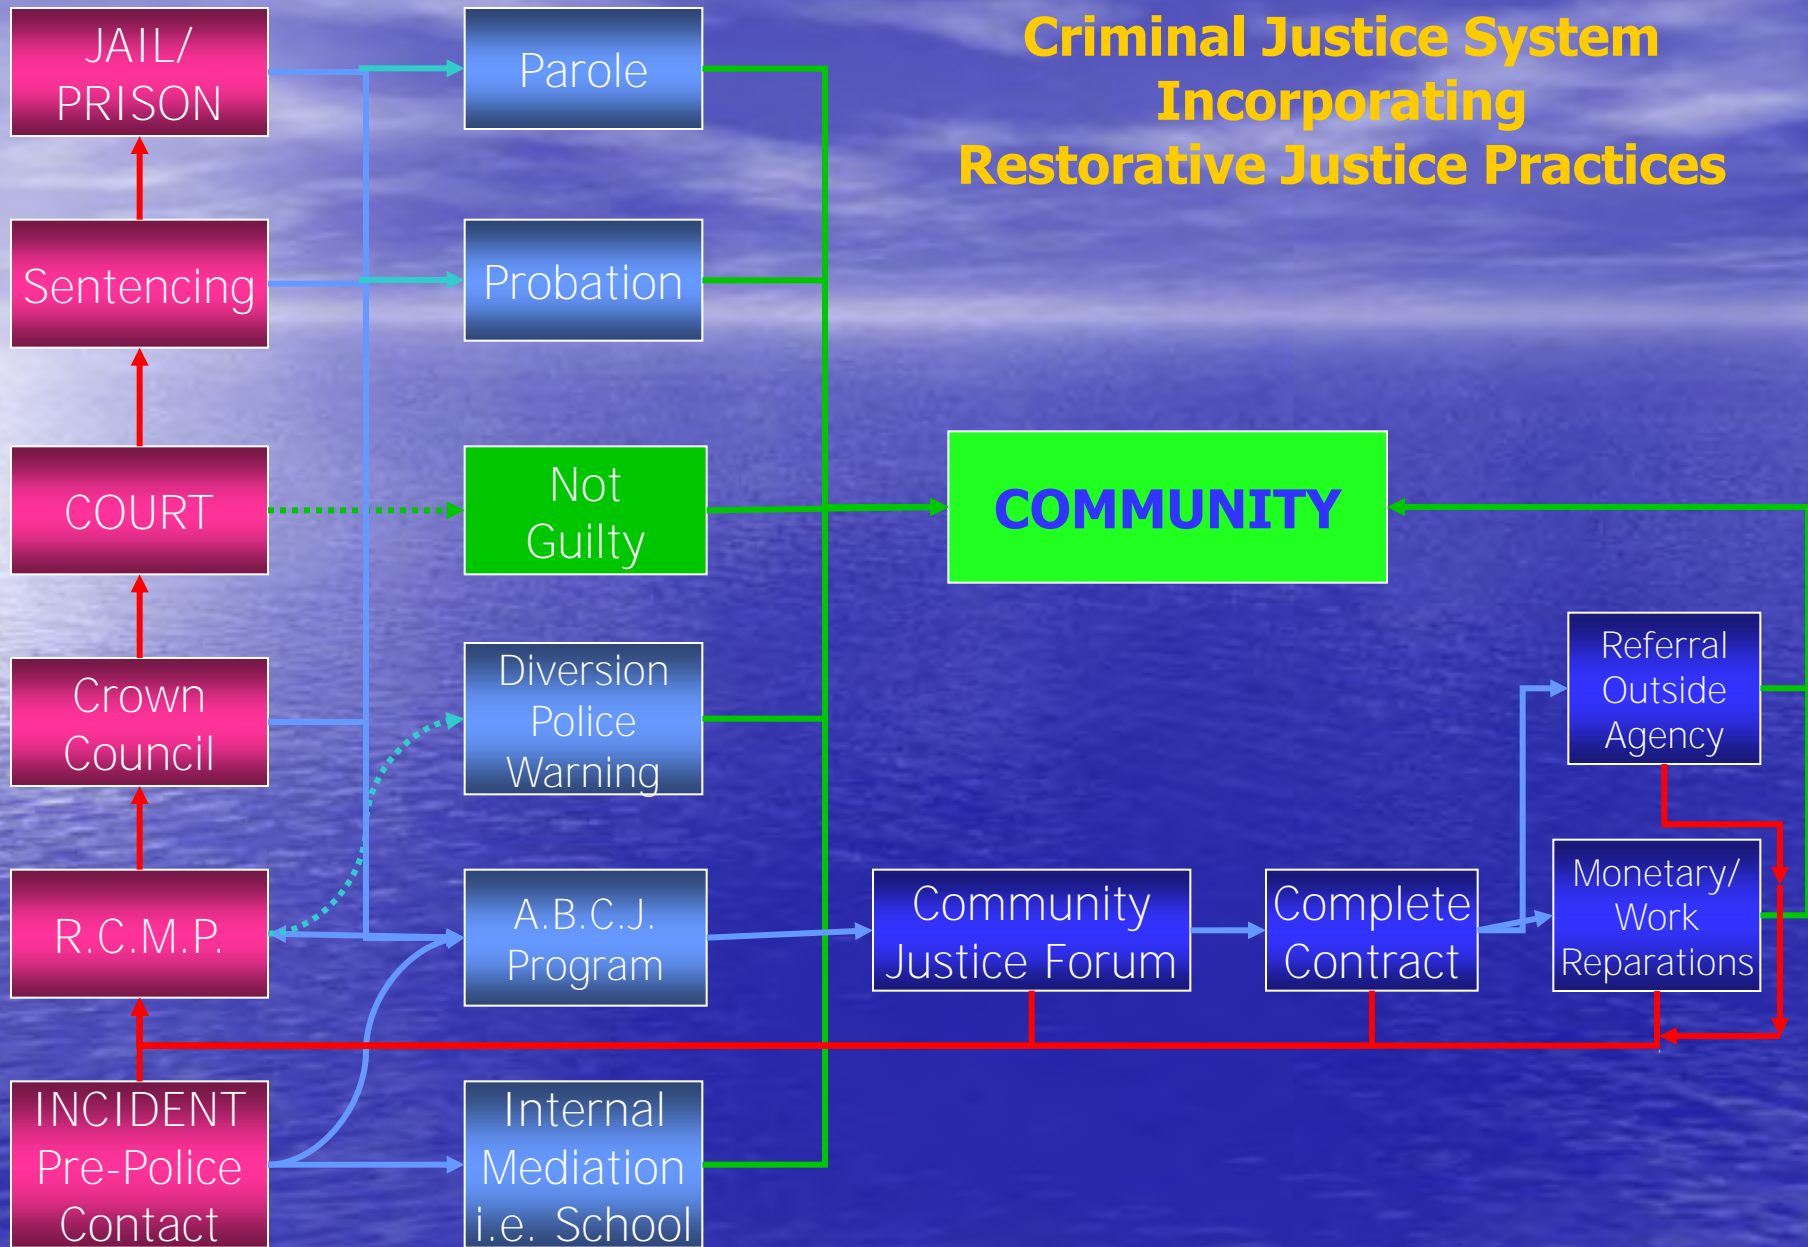 Criminal Justice System
Incorporating
Restorative Justice Practices
JAIL/
PRISON
Parole
Sentencing
Probation
COURT
Not
Guilty
COMMUNITY
Crown
Council
Diversion
Police
Warning
Referral
Outside
Agency
R.C.M.P.
A.B.C.J.
Program
Community
Justice Forum
Complete
Contract
Monetary/
Work
Reparations
INCIDENT
Pre-Police
Contact
Internal
Mediation
i.e. School